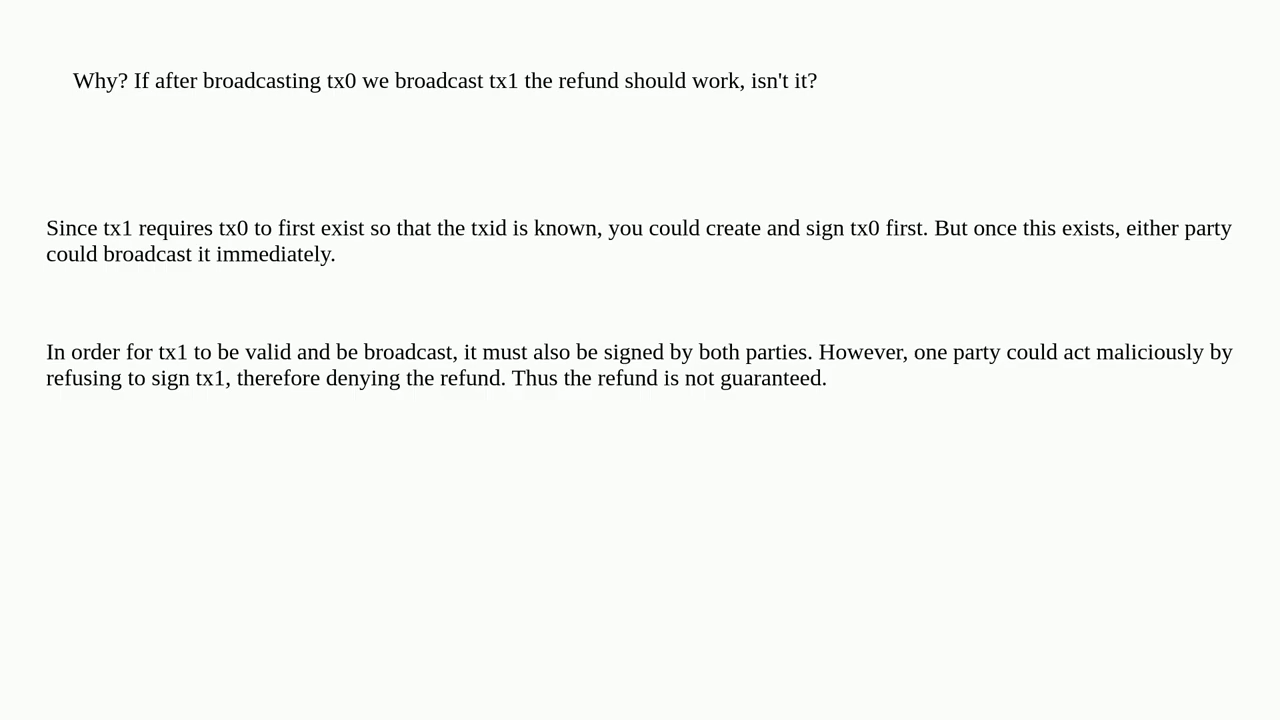 Why? If after broadcasting tx0 we broadcast tx1 the refund should work, isn't it?
Since tx1 requires tx0 to first exist so that the txid is known, you could create and sign tx0 first. But once this exists, either party
could broadcast it immediately.
In order for tx1 to be valid and be broadcast, it must also be signed by both parties. However, one party could act maliciously by
refusing to sign tx1, therefore denying the refund. Thus the refund is not guaranteed.